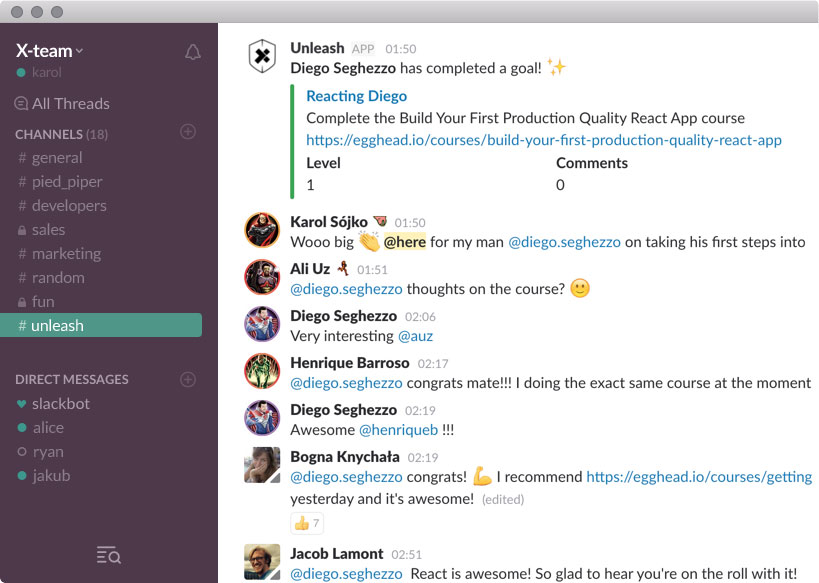 X-team
karol
All Threads
CHANNELS (18)
# general
# pied_piper
# developers
sales
# marketing
# random
fun
# unleash
DIRECT MESSAGES
slackbot
alice
ryan
jakub
Unleash APP 01:50
Diego Seghezzo has completed a goal! ✨
Reacting Diego
Complete the Build Your First Production Quality React App course
https://egghead.io/courses/build-your-first-production-quality-react-app
Level Comments
1 0
Karol Sójko 01:50
Wooo big 👏 @here for my man @diego.seghezzo on taking his first steps into
Ali Uz 01:51
@diego.seghezzo thoughts on the course? 🙂
Diego Seghezzo 02:06
Very interesting @auz
Henrique Barroso 02:17
@diego.seghezzo congrats mate!!! I doing the exact same course at the moment
Diego Seghezzo 02:19
Awesome @henriqueb !!!
Bogna Knychała 02:19
@diego.seghezzo congrats! 💪 I recommend https://egghead.io/courses/getting
yesterday and it's awesome! (edited)
👍 7
Jacob Lamont 02:51
@diego.seghezzo React is awesome! So glad to hear you're on the roll with it!